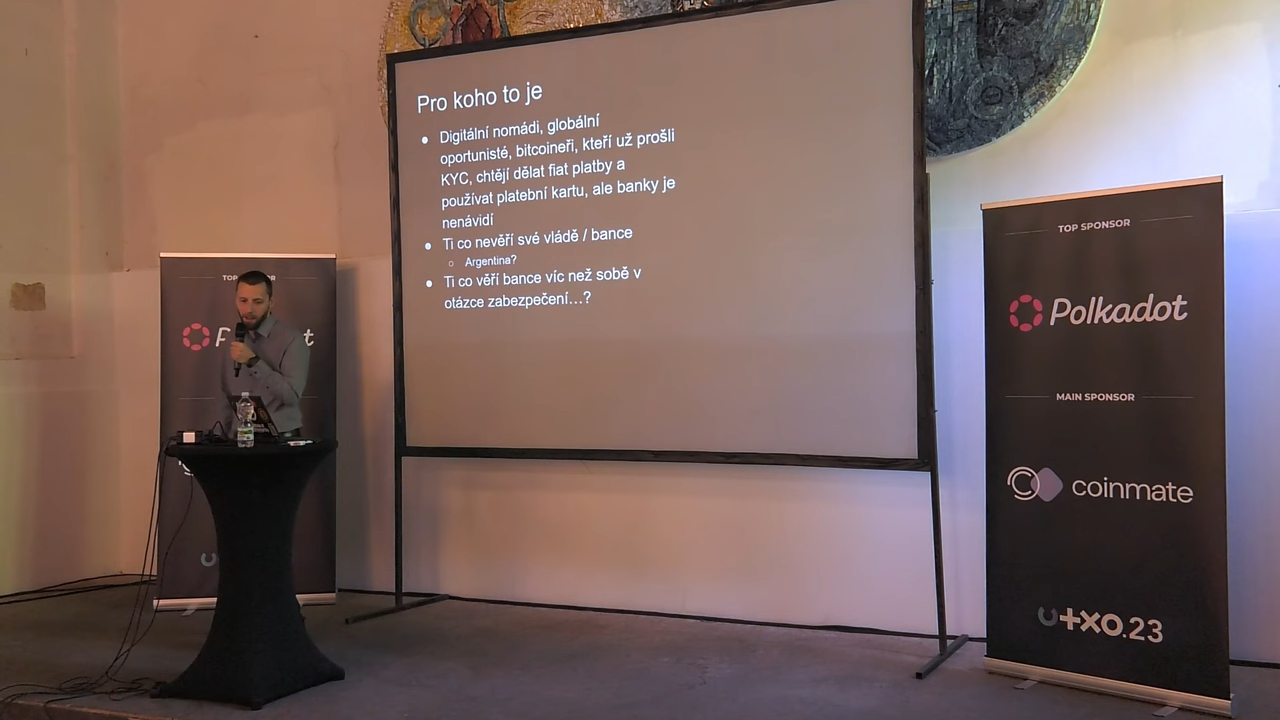 Pro koho to je
● Digitální nomádi, globální
oportunisté, bitcoineři, kteří už prošli
KYC, chtějí dělat fiat platby a
používat platební kartu, ale banky je
nenávidí
● Ti co nevěří své vládě / bance
○ Argentina?
● Ti co věří bance víc než sobě v
otázce zabezpečení…?
TOP SPONSOR
Polkadot
MAIN SPONSOR
coinmate
utxo.23